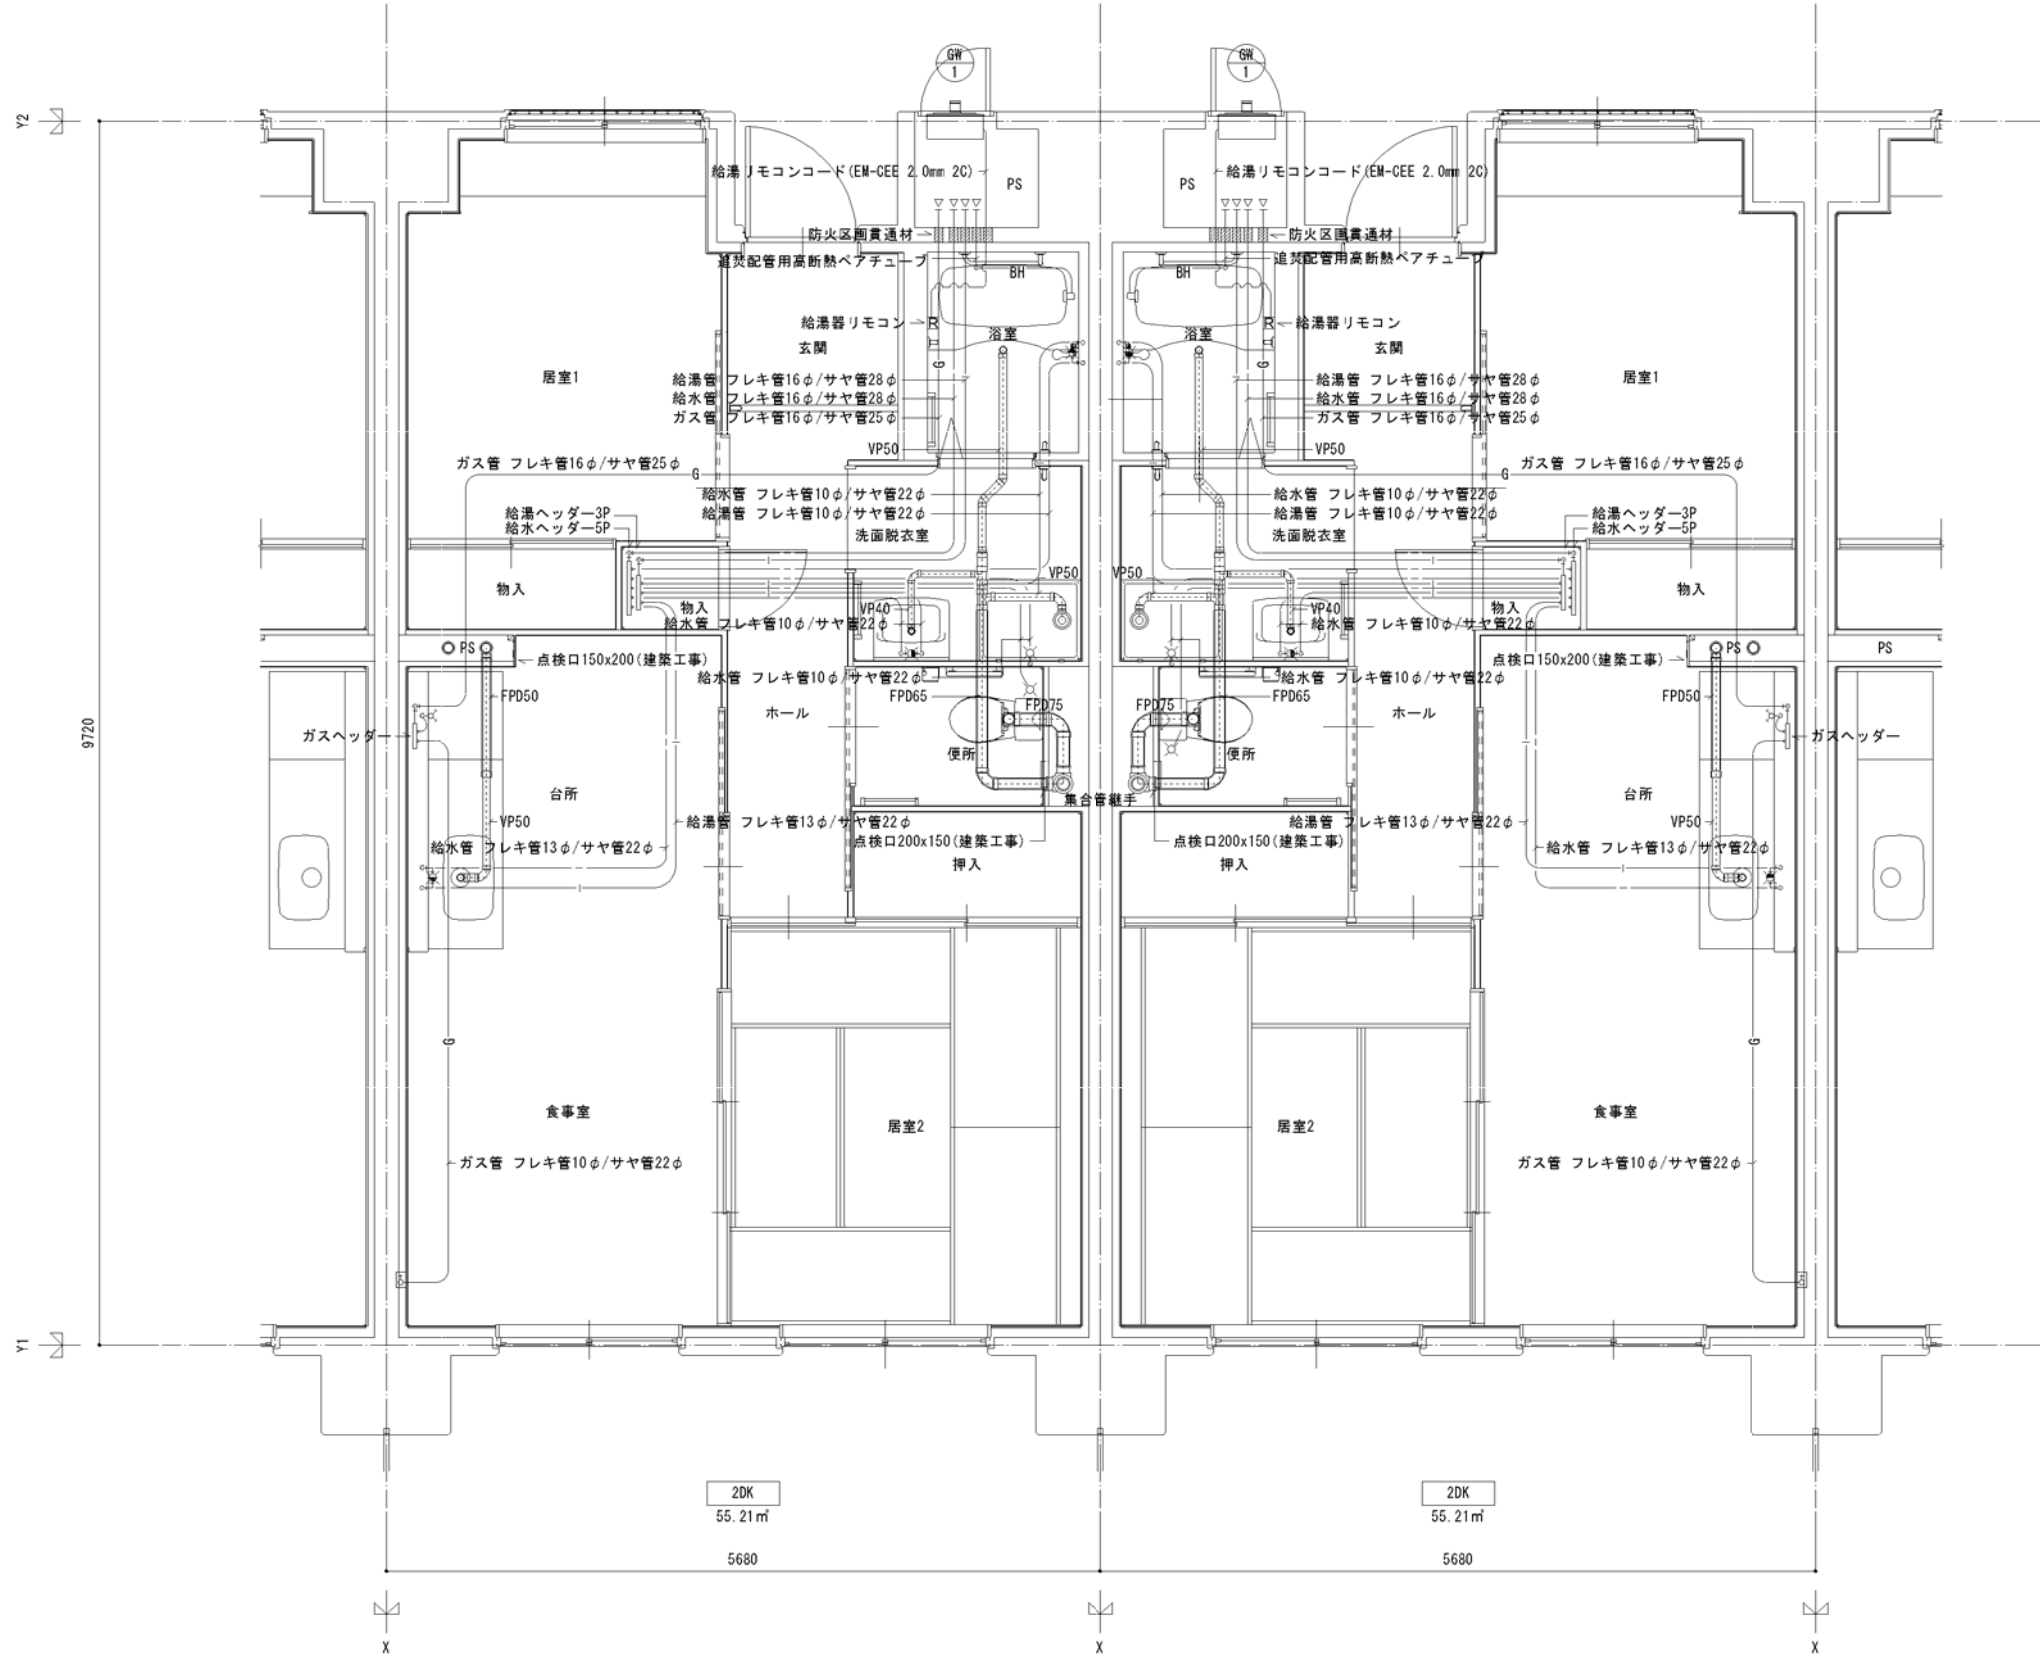 GW
1
GW
1
Y2
給湯リモコンコード(EM-CEE 2.0mm 2C)
PS
PS
給湯リモコンコード(EM-CEE 2.0mm 2C)
防火区画貫通材
防火区画貫通材
追焚配管用高断熱ペアチューブ
追焚配管用高断熱ペアチューブ
BH
BH
給湯器リモコン
R
浴室
浴室
R
給湯器リモコン
玄関
玄関
居室1
G
G
居室1
給湯管 フレキ管16φ/サヤ管28φ
給湯管 フレキ管16φ/サヤ管28φ
給水管 フレキ管16φ/サヤ管28φ
給水管 フレキ管16φ/サヤ管28φ
ガス管 フレキ管16φ/サヤ管25φ
ガス管 フレキ管16φ/サヤ管25φ
VP50
VP50
ガス管 フレキ管16φ/サヤ管25φ
ガス管 フレキ管16φ/サヤ管25φ
G
G
給水管 フレキ管10φ/サヤ管22φ
給水管 フレキ管10φ/サヤ管22φ
給湯ヘッダー3P
給湯管 フレキ管10φ/サヤ管22φ
給湯管 フレキ管10φ/サヤ管22φ
給湯ヘッダー3P
給水ヘッダー5P
給水ヘッダー5P
洗面脱衣室
洗面脱衣室
VP50
VP50
物入
物入
物入
VP40
VP40
物入
給水管 フレキ管10φ/サヤ管22φ
給水管 フレキ管10φ/サヤ管22φ
PS
点検口150x200(建築工事)
点検口150x200(建築工事)
PS
PS
給水管 フレキ管10φ/サヤ管22φ
給水管 フレキ管10φ/サヤ管22φ
FPD50
FPD65
FPD75
FPD75
FPD65
FPD50
ホール
ホール
ガスヘッダー
ガスヘッダー
9720
便所
便所
台所
集合管継手
台所
VP50
給湯管 フレキ管13φ/サヤ管22φ
給湯管 フレキ管13φ/サヤ管22φ
VP50
給水管 フレキ管13φ/サヤ管22φ
点検口200x150(建築工事)
点検口200x150(建築工事)
給水管 フレキ管13φ/サヤ管22φ
押入
押入
G
G
食事室
居室2
居室2
食事室
ガス管 フレキ管10φ/サヤ管22φ
ガス管 フレキ管10φ/サヤ管22φ
Y1
2DK
2DK
55.21㎡
55.21㎡
5680
5680
X
X
X